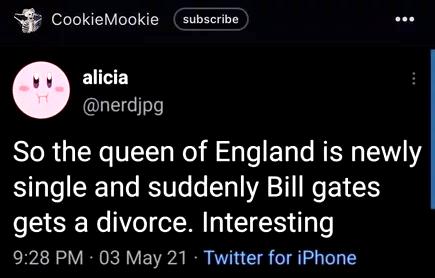 CookieMookie subscribe
alicia
@nerdjpg
So the queen of England is newly
single and suddenly Bill gates
gets a divorce. Interesting
9:28 PM · 03 May 21 · Twitter for iPhone